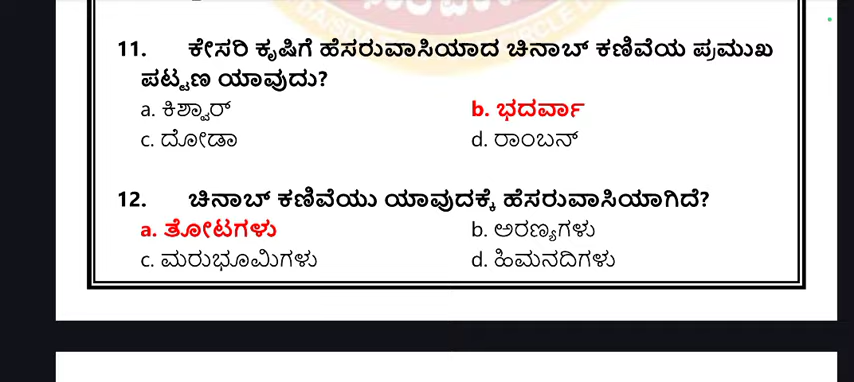 11. ಕೇಸರಿ ಕೃಷಿಗೆ ಹೆಸರುವಾಸಿಯಾದ ಚಿನಾಬ್ ಕಣಿವೆಯ ಪ್ರಮುಖ
ಪಟ್ಟಣ ಯಾವುದು?
a. ಕಿಶ್ತ್ವಾರ್ b. ಭದರ್ವಾ
c. ದೋಡಾ d. ರಾಂಬನ್
12. ಚಿನಾಬ್ ಕಣಿವೆಯು ಯಾವುದಕ್ಕೆ ಹೆಸರುವಾಸಿಯಾಗಿದೆ?
a. ತೋಟಗಳು b. ಅರಣ್ಯಗಳು
c. ಮರುಭೂಮಿಗಳು d. ಹಿಮನದಿಗಳು